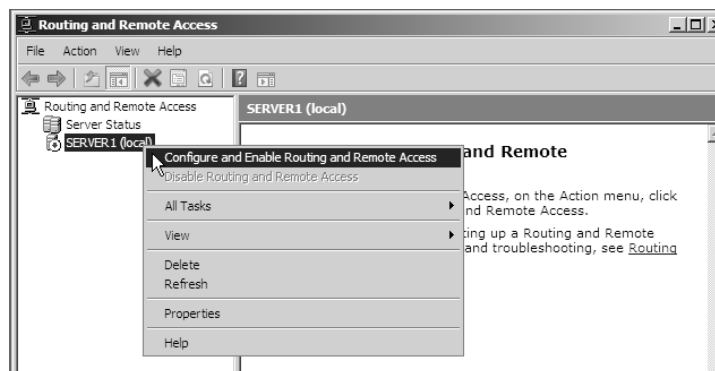 Routing and Remote Access
File Action View Help
Routing and Remote Access
Server Status
SERVER1 (local)
SERVER1 (local)
Configure and Enable Routing and Remote Access
Disable Routing and Remote Access
All Tasks
View
Delete
Refresh
Properties
Help
and Remote
Access, on the Action menu, click
nd Remote Access.
ting up a Routing and Remote
and troubleshooting, see Routing